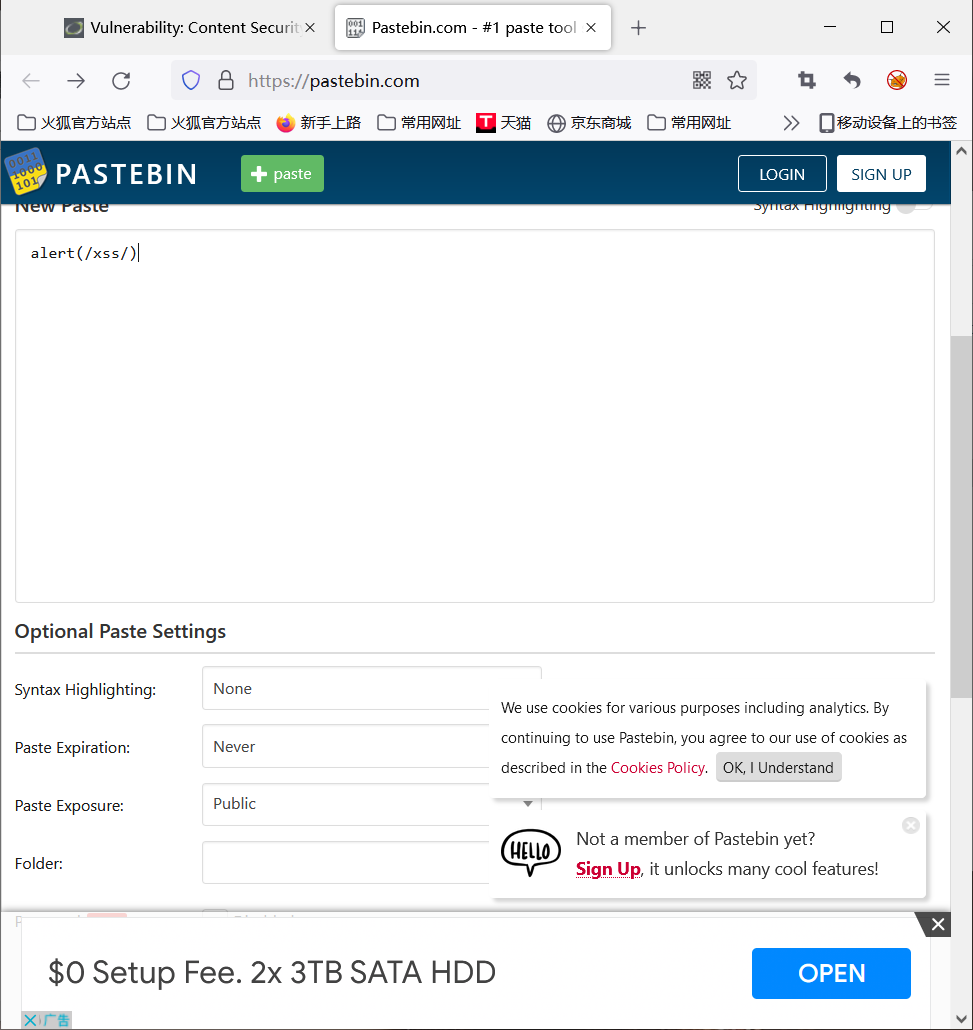 Vulnerability: Content Securit
Pastebin.com - #1 paste tool
https://pastebin.com
火狐官方站点
火狐官方站点
新手上路
常用网址
T 天猫
京东商城
常用网址
移动设备上的书签
PASTEBIN
paste
LOGIN
SIGN UP
New Paste
Syntax Highlighting
alert(/xss/)
Optional Paste Settings
Syntax Highlighting:
None
Paste Expiration:
Never
Paste Exposure:
Public
Folder:
We use cookies for various purposes including analytics. By
continuing to use Pastebin, you agree to our use of cookies as
described in the Cookies Policy. OK, I Understand
HELLO
Not a member of Pastebin yet?
Sign Up, it unlocks many cool features!
$0 Setup Fee. 2x 3TB SATA HDD
OPEN
广告